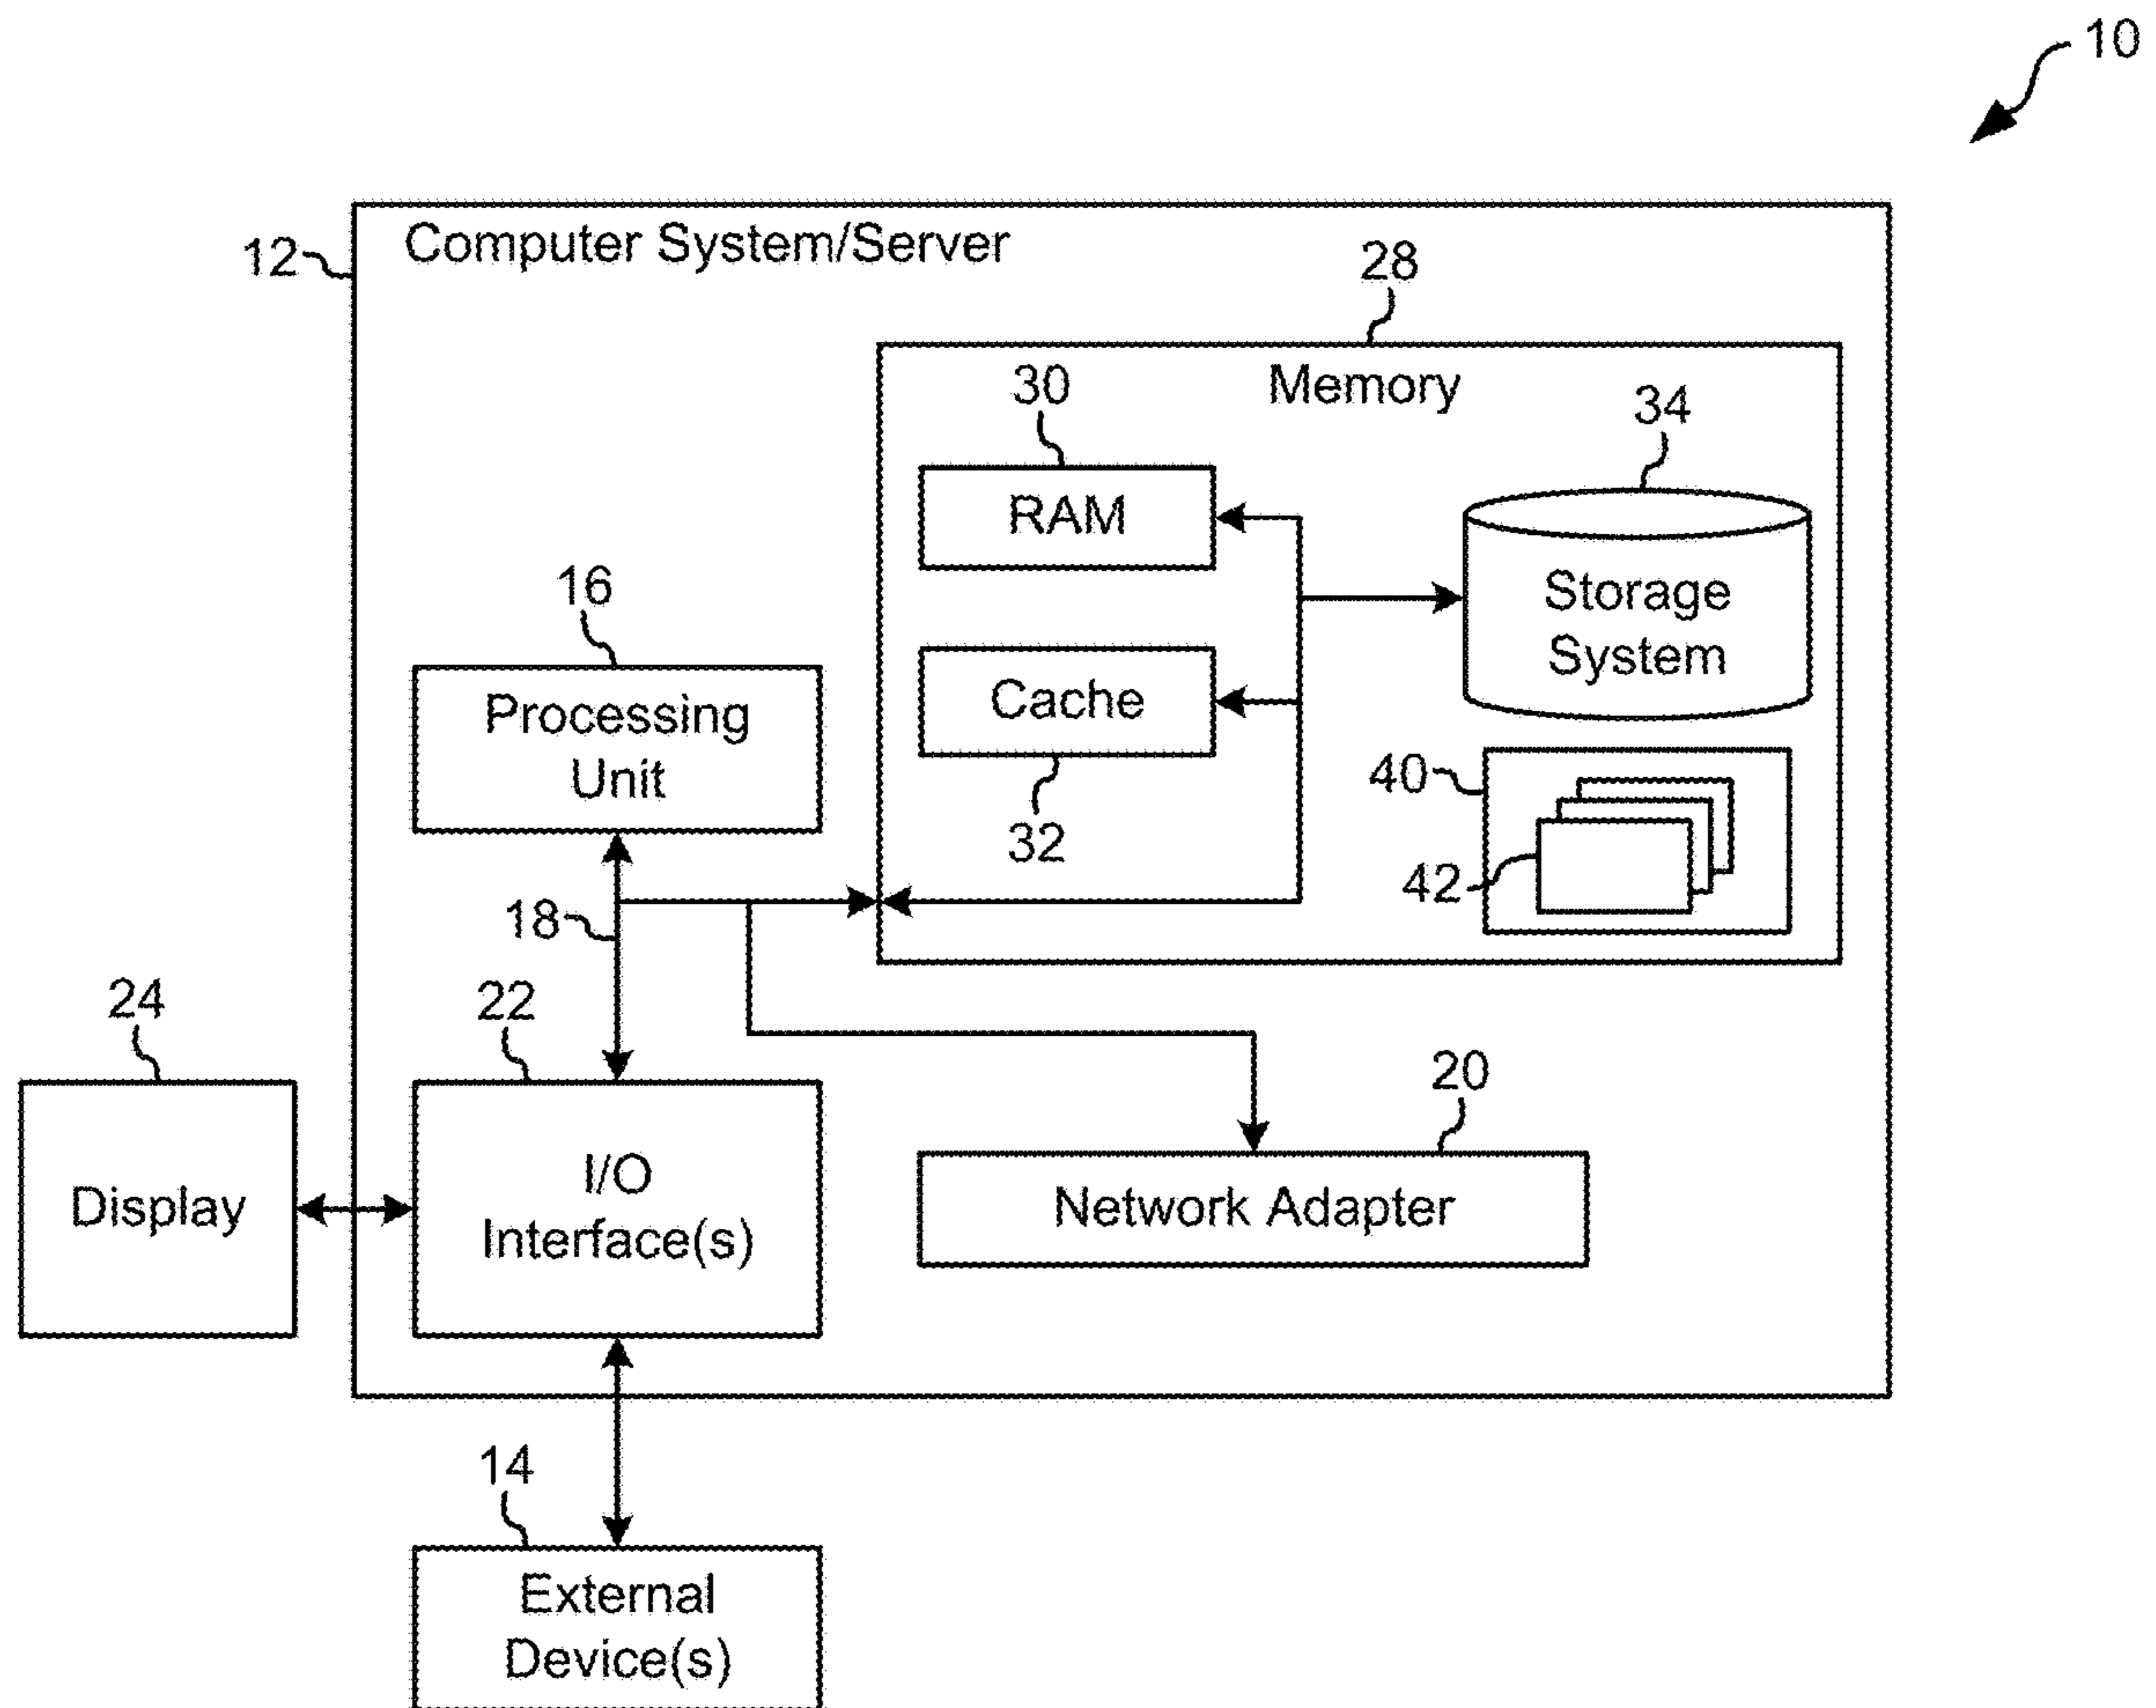 10
12
Computer System/Server
28
Memory
30
RAM
34
Storage
System
16
Processing
Unit
Cache
32
40
42
18
24
Display
22
I/O
Interface(s)
20
Network Adapter
14
External
Device(s)